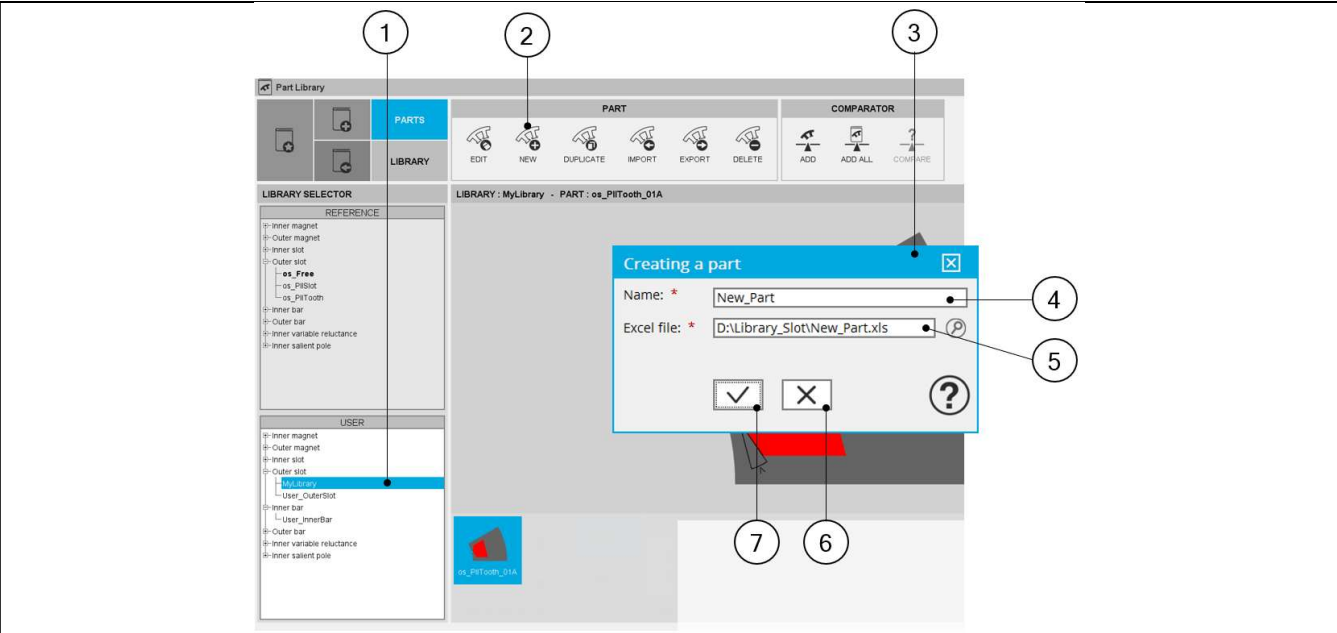 1
2
3
Part Library
PARTS
LIBRARY
PART
EDIT
NEW
DUPLICATE
IMPORT
EXPORT
DELETE
COMPARATOR
ADD
ADD ALL
COMPARE
LIBRARY SELECTOR
LIBRARY : MyLibrary - PART : os_PllTooth_01A
REFERENCE
Inner magnet
Outer magnet
Inner slot
Outer slot
os_Free
os_PllSlot
os_PllTooth
Inner bar
Outer bar
Inner variable reluctance
Inner salient pole
Creating a part
Name: * New_Part
4
Excel file: * D:\Library_Slot\New_Part.xls
5
?
USER
Inner magnet
Outer magnet
Inner slot
Outer slot
MyLibrary
User_OuterSlot
Inner bar
User_InnerBar
Outer bar
Inner variable reluctance
Inner salient pole
os_PllTooth_01A
7
6